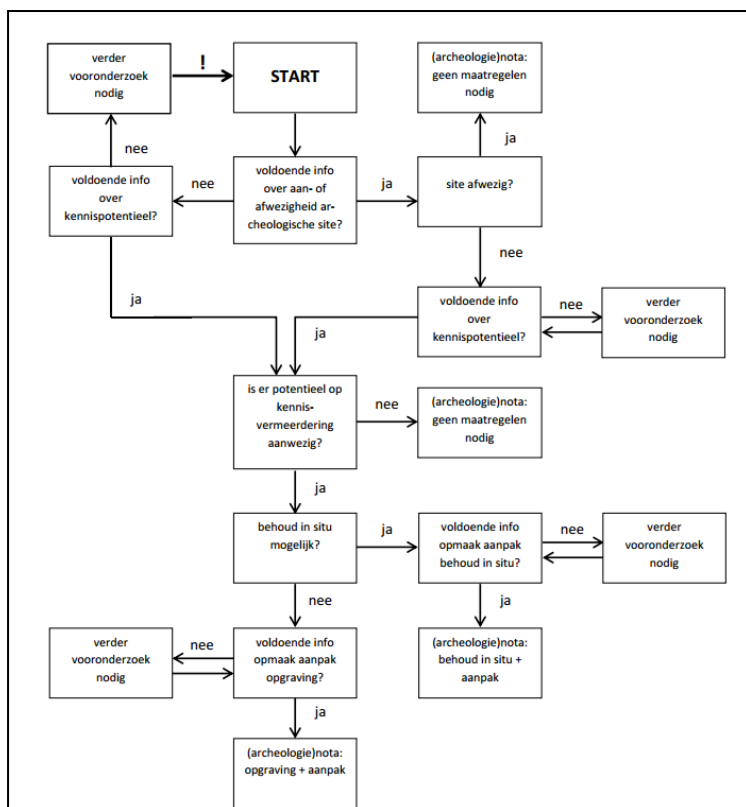 verder
vooronderzoek
nodig
!
START
(archeologie)nota:
geen maatregelen
nodig
nee
ja
voldoende info
over
kennispotentieel?
nee
voldoende info
over aan- of
afwezigheid ar-
cheologische site?
ja
site afwezig?
nee
ja
voldoende info
over
kennispotentieel?
nee
verder
vooronderzoek
nodig
ja
is er potentieel op
kennis-
vermeerdering
aanwezig?
nee
(archeologie)nota:
geen maatregelen
nodig
ja
behoud in situ
mogelijk?
ja
voldoende info
opmaak aanpak
behoud in situ?
nee
verder
vooronderzoek
nodig
nee
ja
verder
vooronderzoek
nodig
nee
voldoende info
opmaak aanpak
opgraving?
(archeologie)nota:
behoud in situ +
aanpak
ja
(archeologie)nota:
opgraving + aanpak